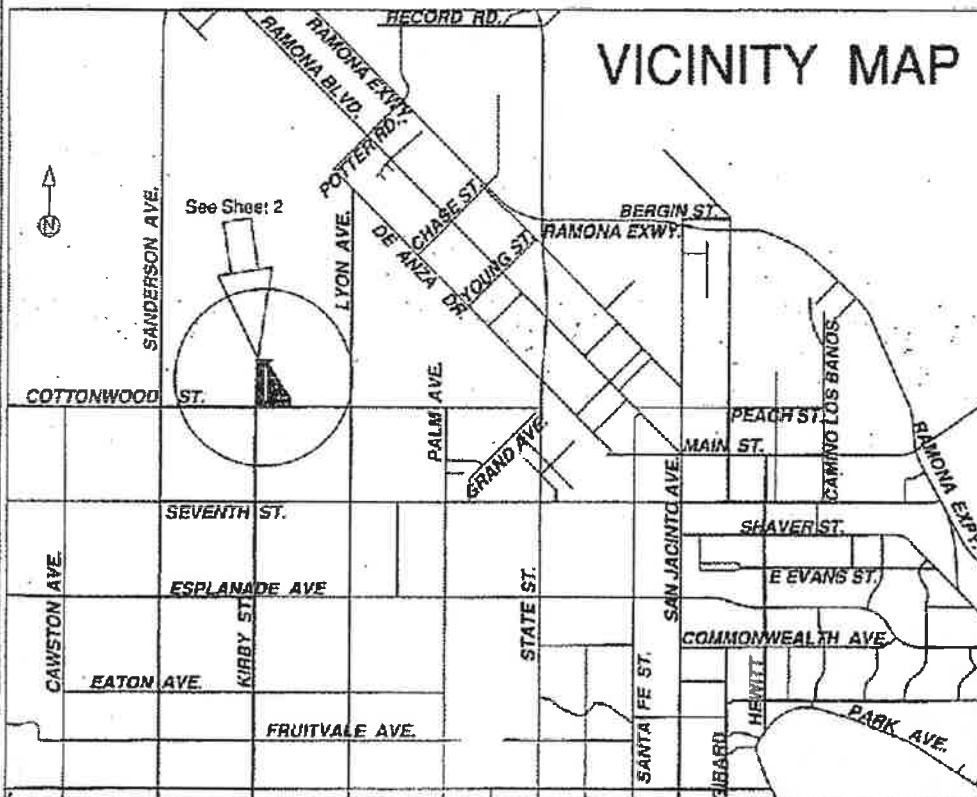 RECORD RD.
VICINITY MAP
RAMONA EXWY.
RAMONA BLVD.
POTTER RD.
SANDERSON AVE.
See Sheet 2
LYON AVE.
CHASE ST.
DE ANZA DR.
YOUNG ST.
BERGIN ST.
RAMONA EXWY.
N
COTTONWOOD ST.
PALM AVE.
GRAND AVE.
PEACH ST.
CAMINO LOS BANOS
MAIN ST.
RAMONA EXPY.
SEVENTH ST.
SAN JACINTO AVE.
SHAVER ST.
E EVANS ST.
ESPLANADE AVE
CAWSTON AVE.
KIRBY ST.
STATE ST.
COMMONWEALTH AVE
EATON AVE.
SANTA FE ST.
HEWITT
FRUITVALE AVE.
PARK AVE.
GIRARD